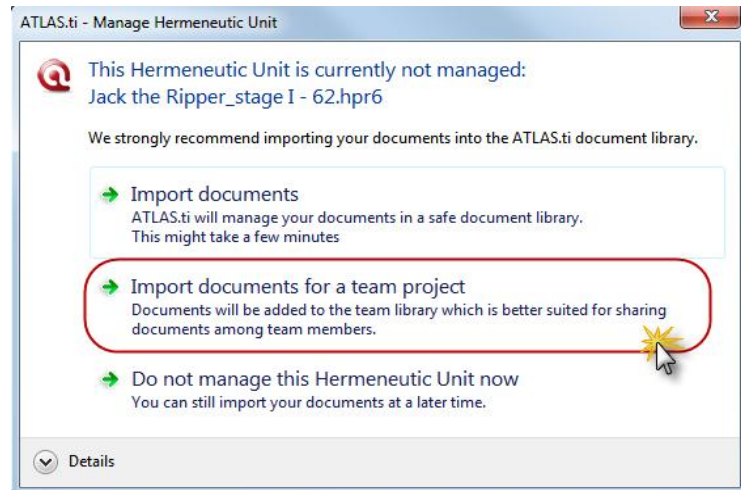 ATLAS.ti - Manage Hermeneutic Unit
This Hermeneutic Unit is currently not managed:
Jack the Ripper_stage I - 62.hpr6
We strongly recommend importing your documents into the ATLAS.ti document library.
Import documents
ATLAS.ti will manage your documents in a safe document library.
This might take a few minutes
Import documents for a team project
Documents will be added to the team library which is better suited for sharing
documents among team members.
Do not manage this Hermeneutic Unit now
You can still import your documents at a later time.
Details